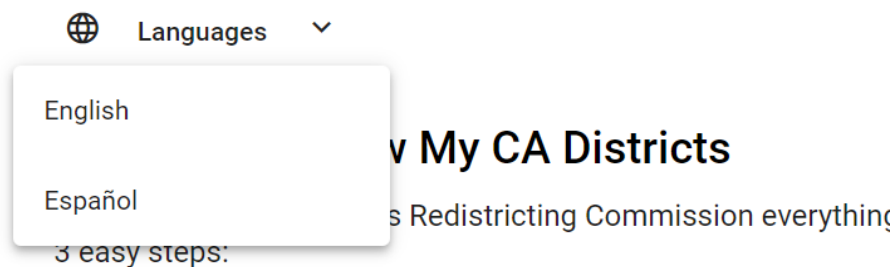 Languages
English
My CA Districts
Español
Redistricting Commission everything
3 easy steps: